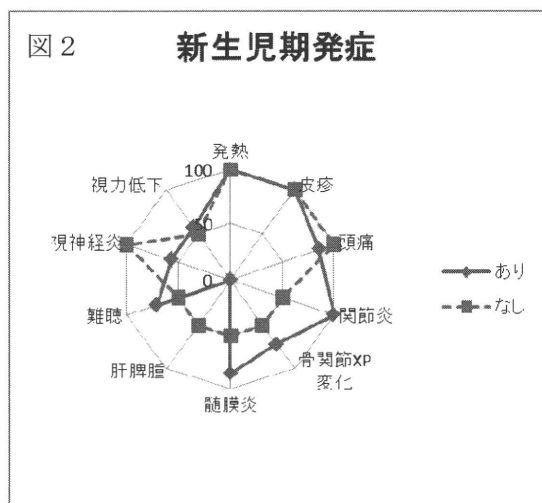 図2 新生児期発症
発熱
100
視力低下
皮疹
50
視神経炎
頭痛
0
あり
なし
難聴
関節炎
肝脾腫
骨関節XP
変化
髄膜炎